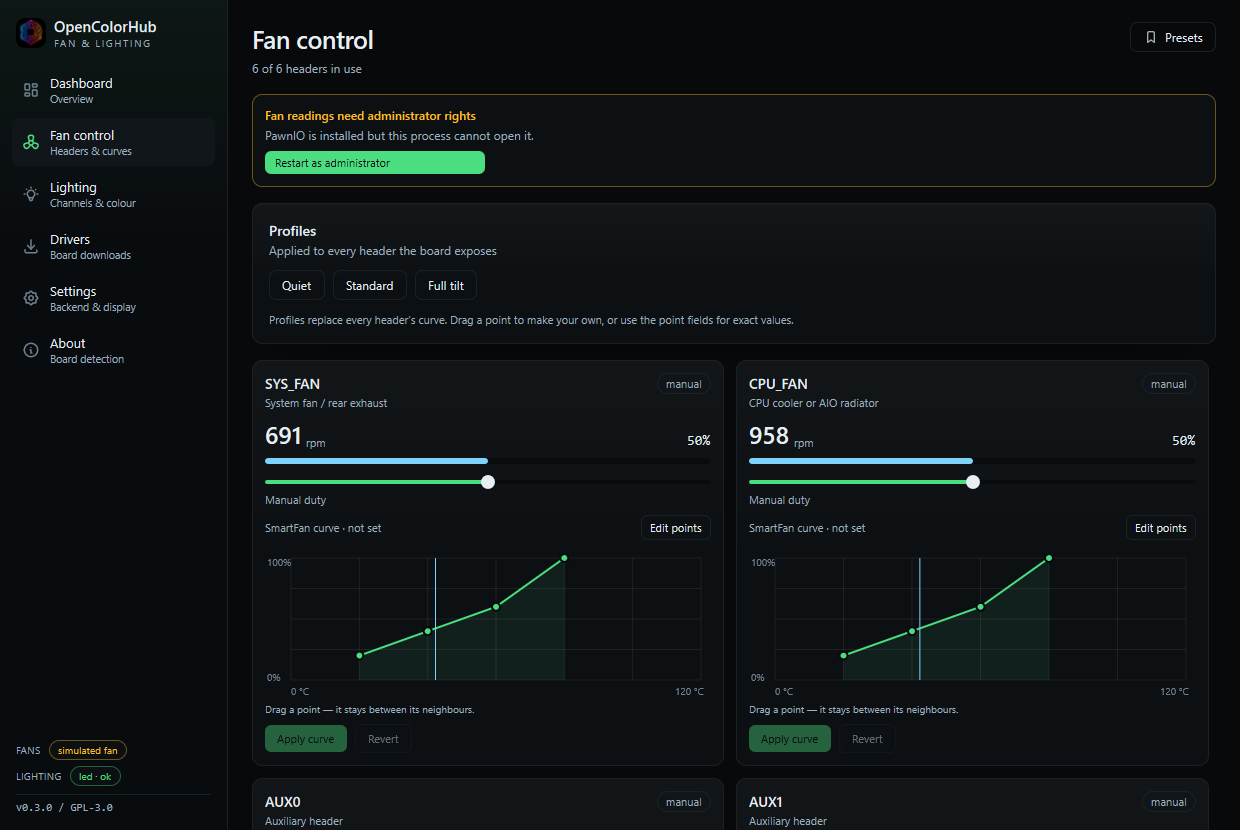 OpenColorHub
FAN & LIGHTING
Dashboard
Overview
Fan control
Headers & curves
Lighting
Channels & colour
Drivers
Board downloads
Settings
Backend & display
About
Board detection
FANS simulated fan
LIGHTING led · ok
v0.3.0 / GPL-3.0
Fan control
6 of 6 headers in use
Presets
Fan readings need administrator rights
PawnIO is installed but this process cannot open it.
Restart as administrator
Profiles
Applied to every header the board exposes
Quiet Standard Full tilt
Profiles replace every header's curve. Drag a point to make your own, or use the point fields for exact values.
SYS_FAN manual
System fan / rear exhaust
691 rpm 50%
Manual duty
SmartFan curve · not set Edit points
100%
0%
0 °C 120 °C
Drag a point — it stays between its neighbours.
Apply curve Revert
CPU_FAN manual
CPU cooler or AIO radiator
958 rpm 50%
Manual duty
SmartFan curve · not set Edit points
100%
0%
0 °C 120 °C
Drag a point — it stays between its neighbours.
Apply curve Revert
AUX0 manual
Auxiliary header
AUX1 manual
Auxiliary header